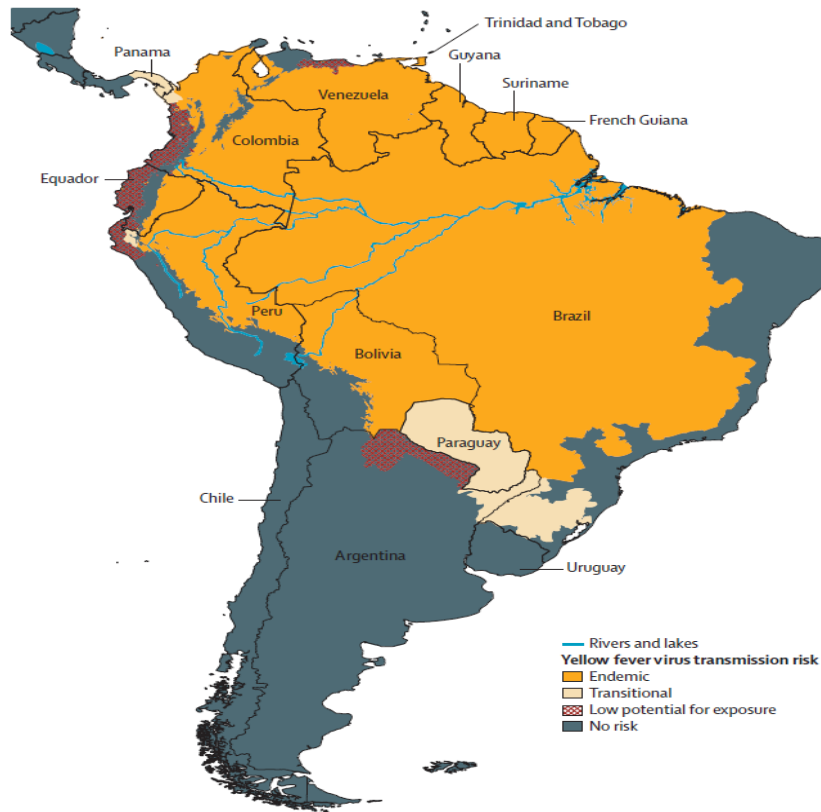 Trinidad and Tobago
Panama
Guyana
Suriname
Venezuela
French Guiana
Colombia
Equador
Peru
Brazil
Bolivia
Paraguay
Chile
Argentina
Uruguay
Rivers and lakes
Yellow fever virus transmission risk
Endemic
Transitional
Low potential for exposure
No risk